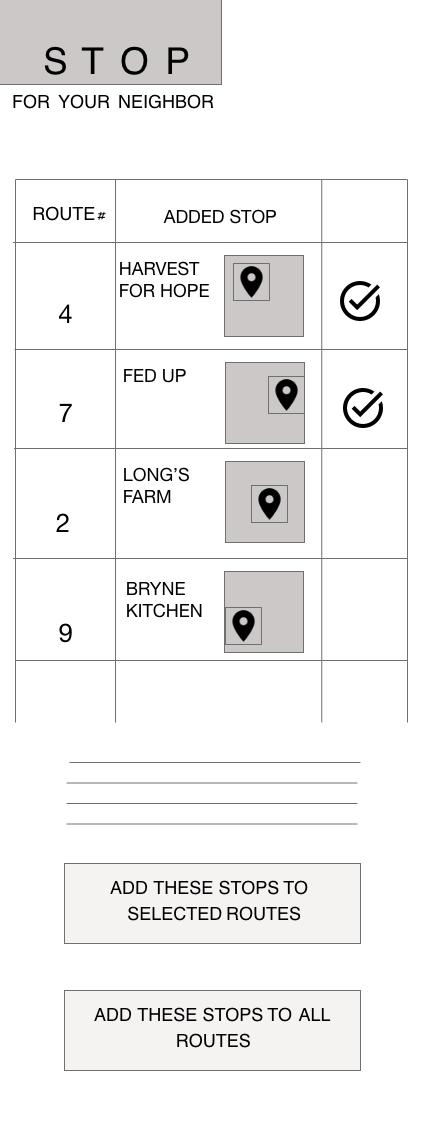 STOP
FOR YOUR NEIGHBOR
ROUTE# ADDED STOP
HARVEST
FOR HOPE
4
FED UP
7
LONG'S
FARM
2
BRYNE
KITCHEN
9
ADD THESE STOPS TO
SELECTED ROUTES
ADD THESE STOPS TO ALL
ROUTES